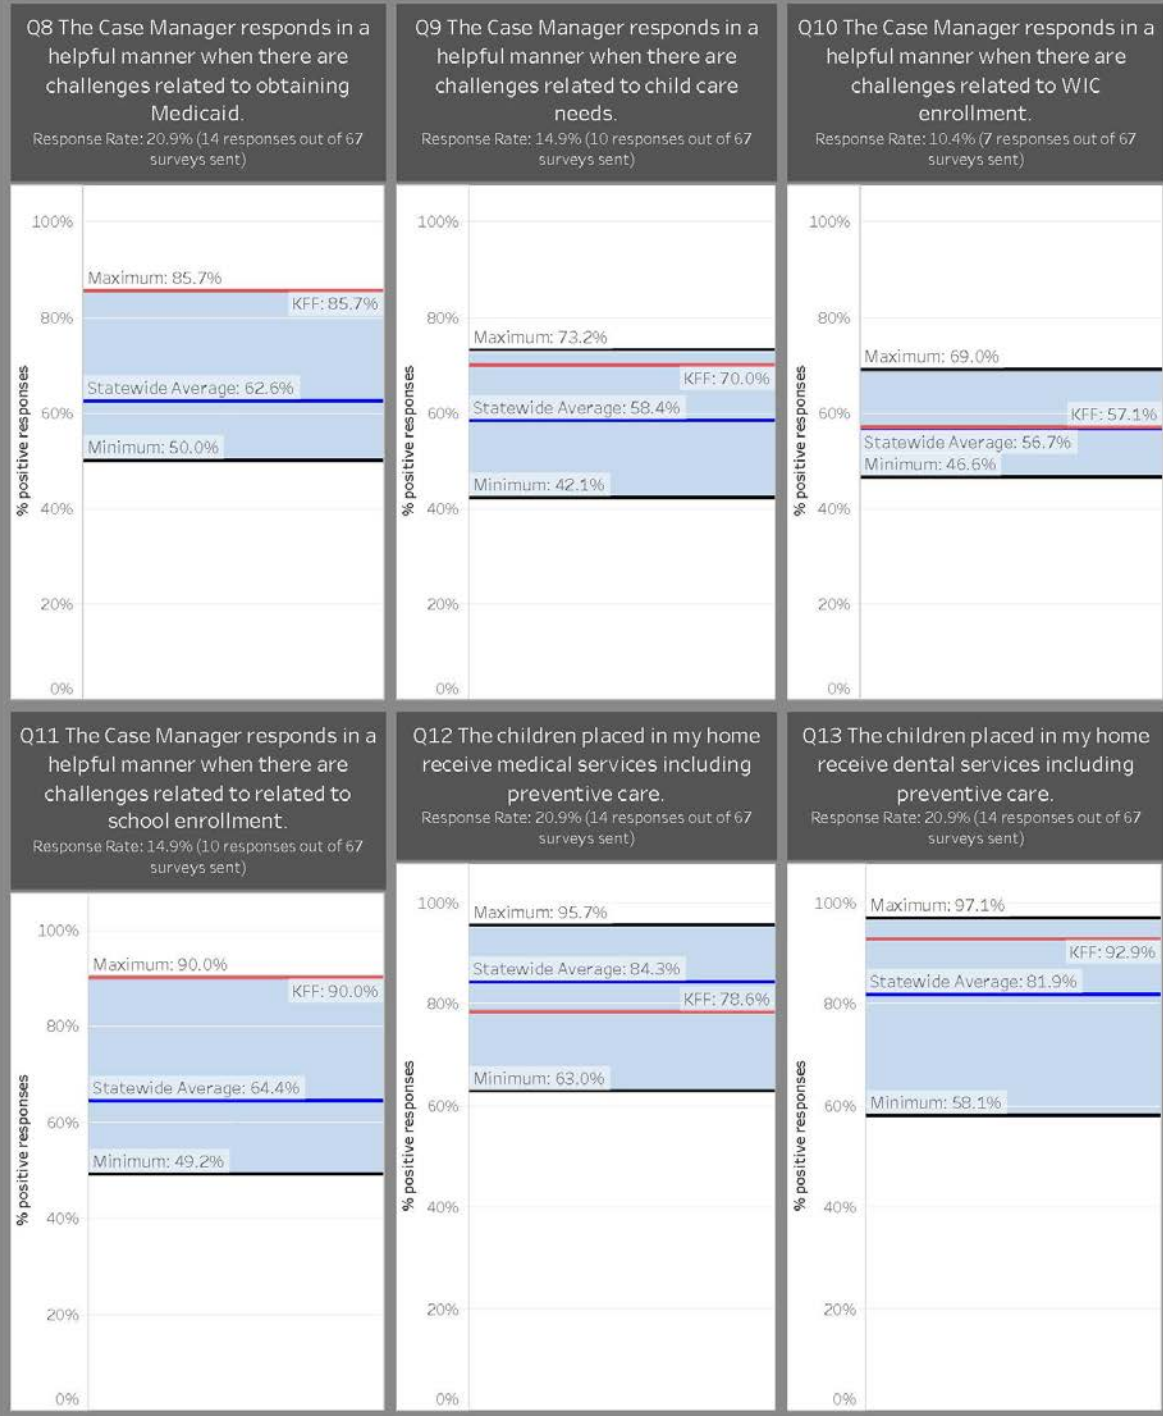 Q8 The Case Manager responds in a
helpful manner when there are
challenges related to obtaining
Medicaid.
Response Rate: 20.9% (14 responses out of 67
surveys sent)
100%
80%
60%
40%
20%
0%
% positive responses
Maximum: 85.7%
KFF: 85.7%
Statewide Average: 62.6%
Minimum: 50.0%
Q9 The Case Manager responds in a
helpful manner when there are
challenges related to child care
needs.
Response Rate: 14.9% (10 responses out of 67
surveys sent)
100%
80%
60%
40%
20%
0%
% positive responses
Maximum: 73.2%
KFF: 70.0%
Statewide Average: 58.4%
Minimum: 42.1%
Q10 The Case Manager responds in a
helpful manner when there are
challenges related to WIC
enrollment.
Response Rate: 10.4% (7 responses out of 67
surveys sent)
100%
80%
60%
40%
20%
0%
% positive responses
Maximum: 69.0%
KFF: 57.1%
Statewide Average: 56.7%
Minimum: 46.6%
Q11 The Case Manager responds in a
helpful manner when there are
challenges related to related to
school enrollment.
Response Rate: 14.9% (10 responses out of 67
surveys sent)
100%
80%
60%
40%
20%
0%
% positive responses
Maximum: 90.0%
KFF: 90.0%
Statewide Average: 64.4%
Minimum: 49.2%
Q12 The children placed in my home
receive medical services including
preventive care.
Response Rate: 20.9% (14 responses out of 67
surveys sent)
100%
80%
60%
40%
20%
0%
% positive responses
Maximum: 95.7%
Statewide Average: 84.3%
KFF: 78.6%
Minimum: 63.0%
Q13 The children placed in my home
receive dental services including
preventive care.
Response Rate: 20.9% (14 responses out of 67
surveys sent)
100%
80%
60%
40%
20%
0%
% positive responses
Maximum: 97.1%
KFF: 92.9%
Statewide Average: 81.9%
Minimum: 58.1%